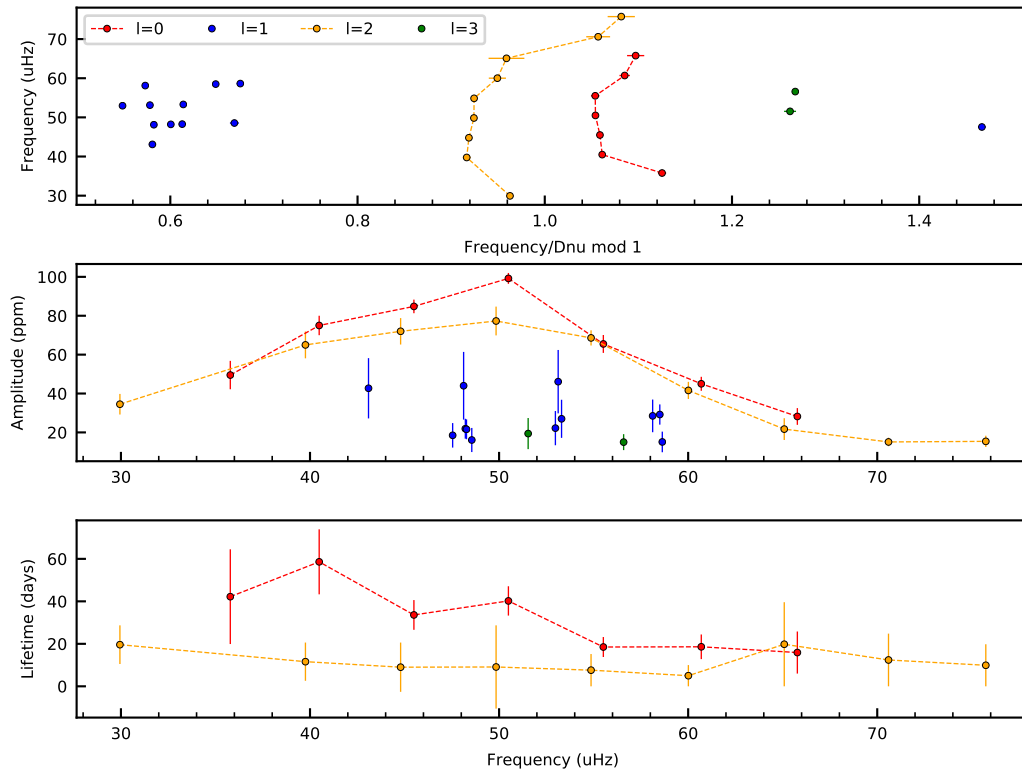 Frequency (uHz)
70
60
50
40
30
l=0 l=1 l=2 l=3
0.6 0.8 1.0 1.2 1.4
Frequency/Dnu mod 1
Amplitude (ppm)
100
80
60
40
20
30 40 50 60 70
Lifetime (days)
60
40
20
0
30 40 50 60 70
Frequency (uHz)